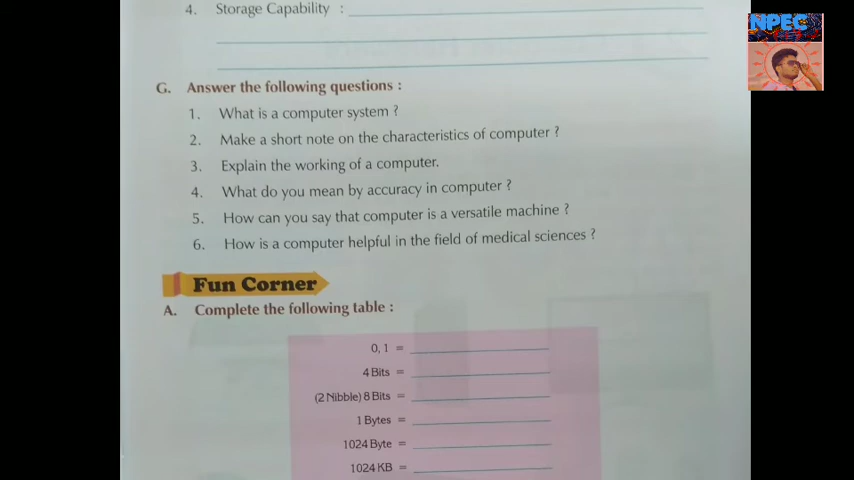 NPEC
4. Storage Capability :
G. Answer the following questions :
1. What is a computer system ?
2. Make a short note on the characteristics of computer ?
3. Explain the working of a computer.
4. What do you mean by accuracy in computer ?
5. How can you say that computer is a versatile machine ?
6. How is a computer helpful in the field of medical sciences ?
Fun Corner
A. Complete the following table :
0, 1 =
4 Bits =
(2 Nibble) 8 Bits =
1 Bytes =
1024 Byte =
1024 KB =